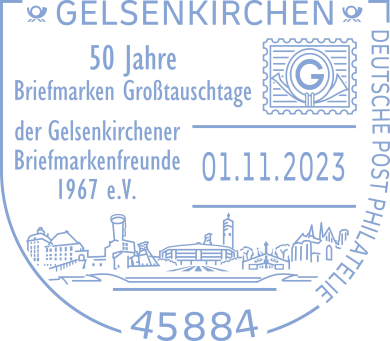 GELSENKIRCHEN
50 Jahre
Briefmarken Großtauschtage
G
der Gelsenkirchener
Briefmarkenfreunde
1967 e.V.
01.11.2023
DEUTSCHE POST PHILATELIE
45884